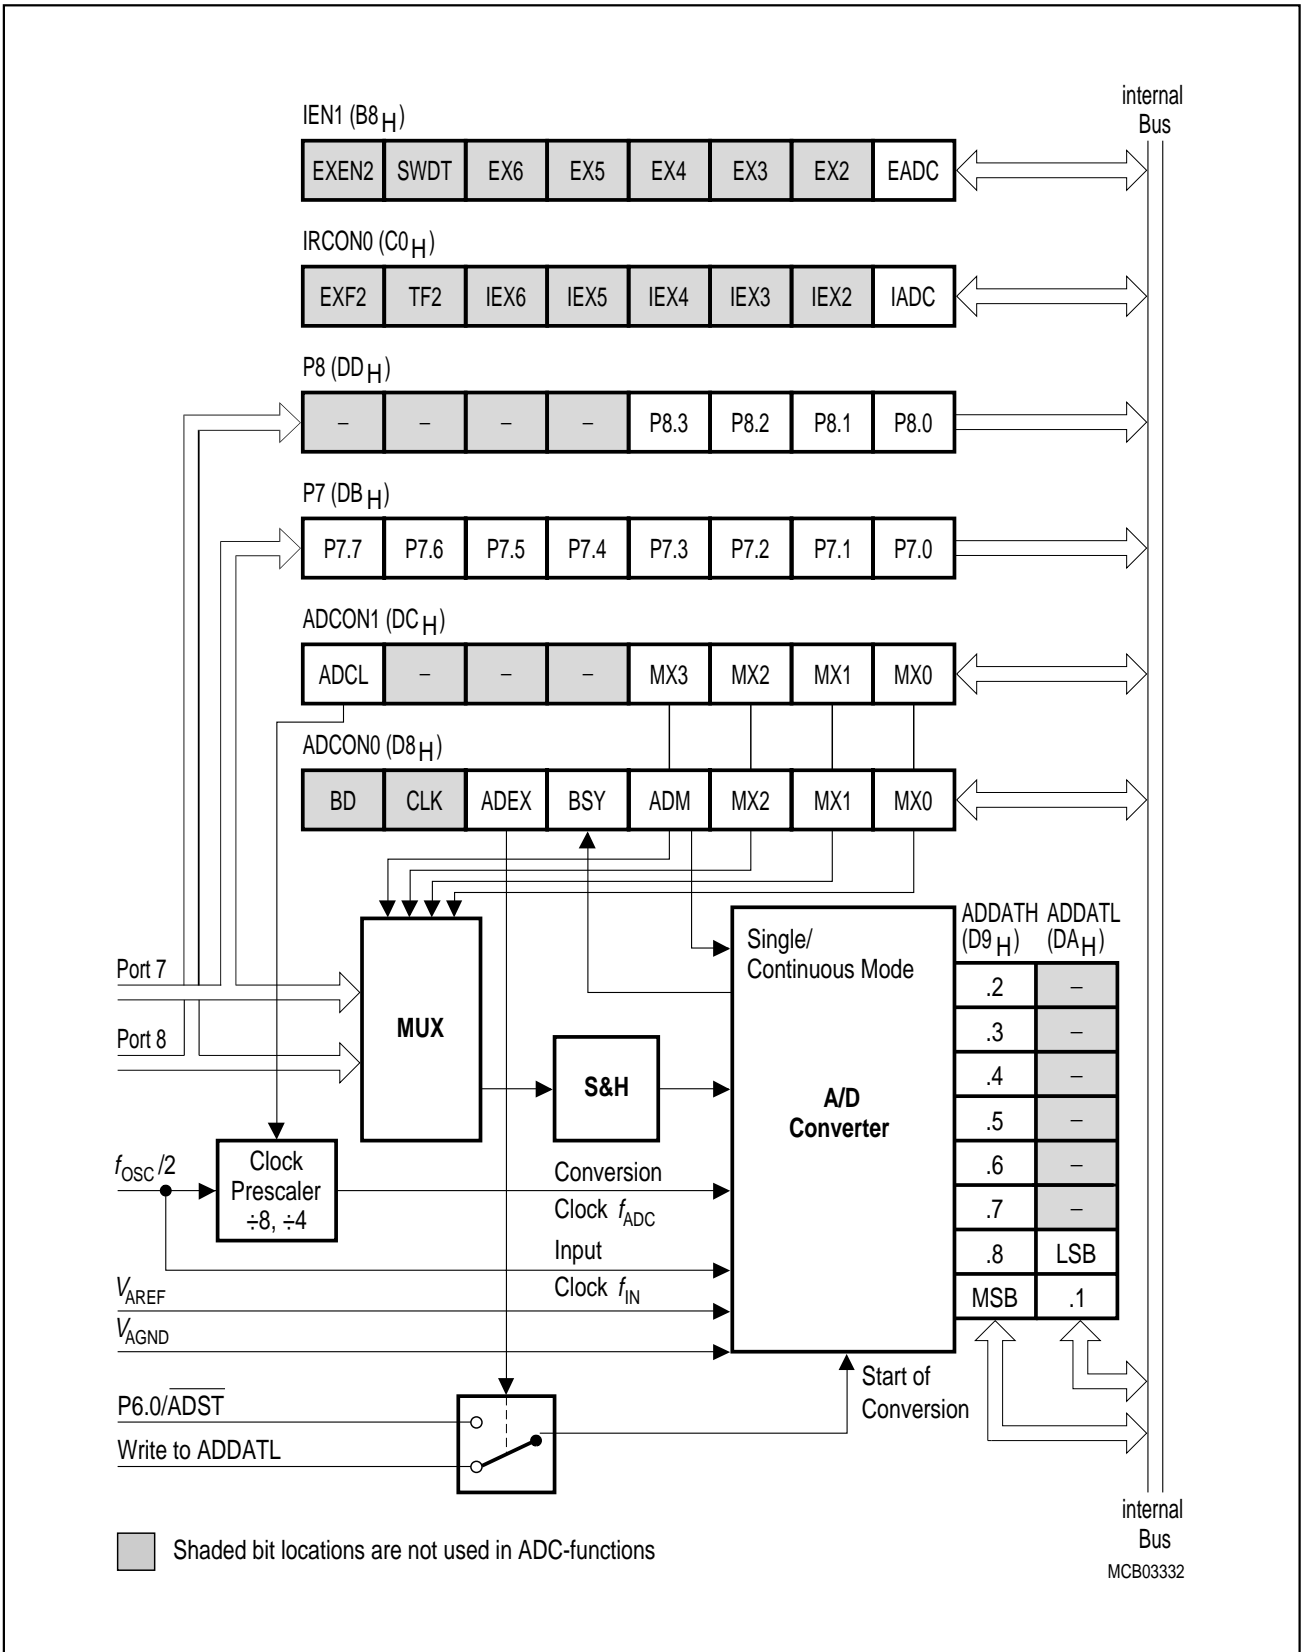 internal
Bus
IEN1 (B8H)
EXEN2 SWDT EX6 EX5 EX4 EX3 EX2 EADC
IRCON0 (C0H)
EXF2 TF2 IEX6 IEX5 IEX4 IEX3 IEX2 IADC
P8 (DDH)
– – – – P8.3 P8.2 P8.1 P8.0
P7 (DBH)
P7.7 P7.6 P7.5 P7.4 P7.3 P7.2 P7.1 P7.0
ADCON1 (DCH)
ADCL – – – MX3 MX2 MX1 MX0
ADCON0 (D8H)
BD CLK ADEX BSY ADM MX2 MX1 MX0
ADDATH ADDATL
(D9H) (DAH)
Single/
Continuous Mode
Port 7
Port 8
MUX
S&H
A/D
Converter
.2 –
.3 –
.4 –
.5 –
.6 –
.7 –
.8 LSB
MSB .1
fOSC/2
Clock
Prescaler
÷8, ÷4
Conversion
Clock fADC
Input
Clock fIN
VAREF
VAGND
P6.0/A̅D̅S̅T̅
Write to ADDATL
Start of
Conversion
internal
Bus
Shaded bit locations are not used in ADC-functions
MCB03332